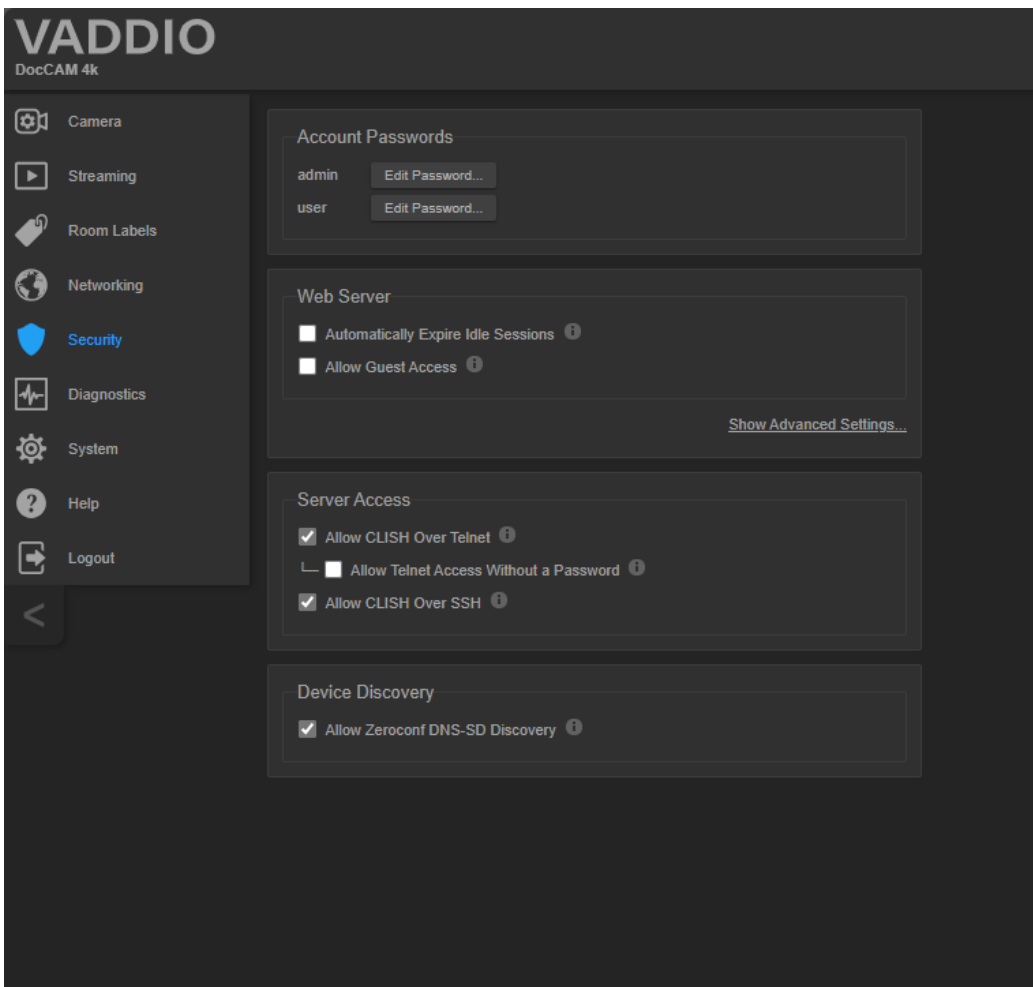 VADDIO
DocCAM 4k
Camera
Streaming
Room Labels
Networking
Security
Diagnostics
System
Help
Logout
<
Account Passwords
admin Edit Password...
user Edit Password...
Web Server
Automatically Expire Idle Sessions
Allow Guest Access
Show Advanced Settings...
Server Access
Allow CLISH Over Telnet
Allow Telnet Access Without a Password
Allow CLISH Over SSH
Device Discovery
Allow Zeroconf DNS-SD Discovery